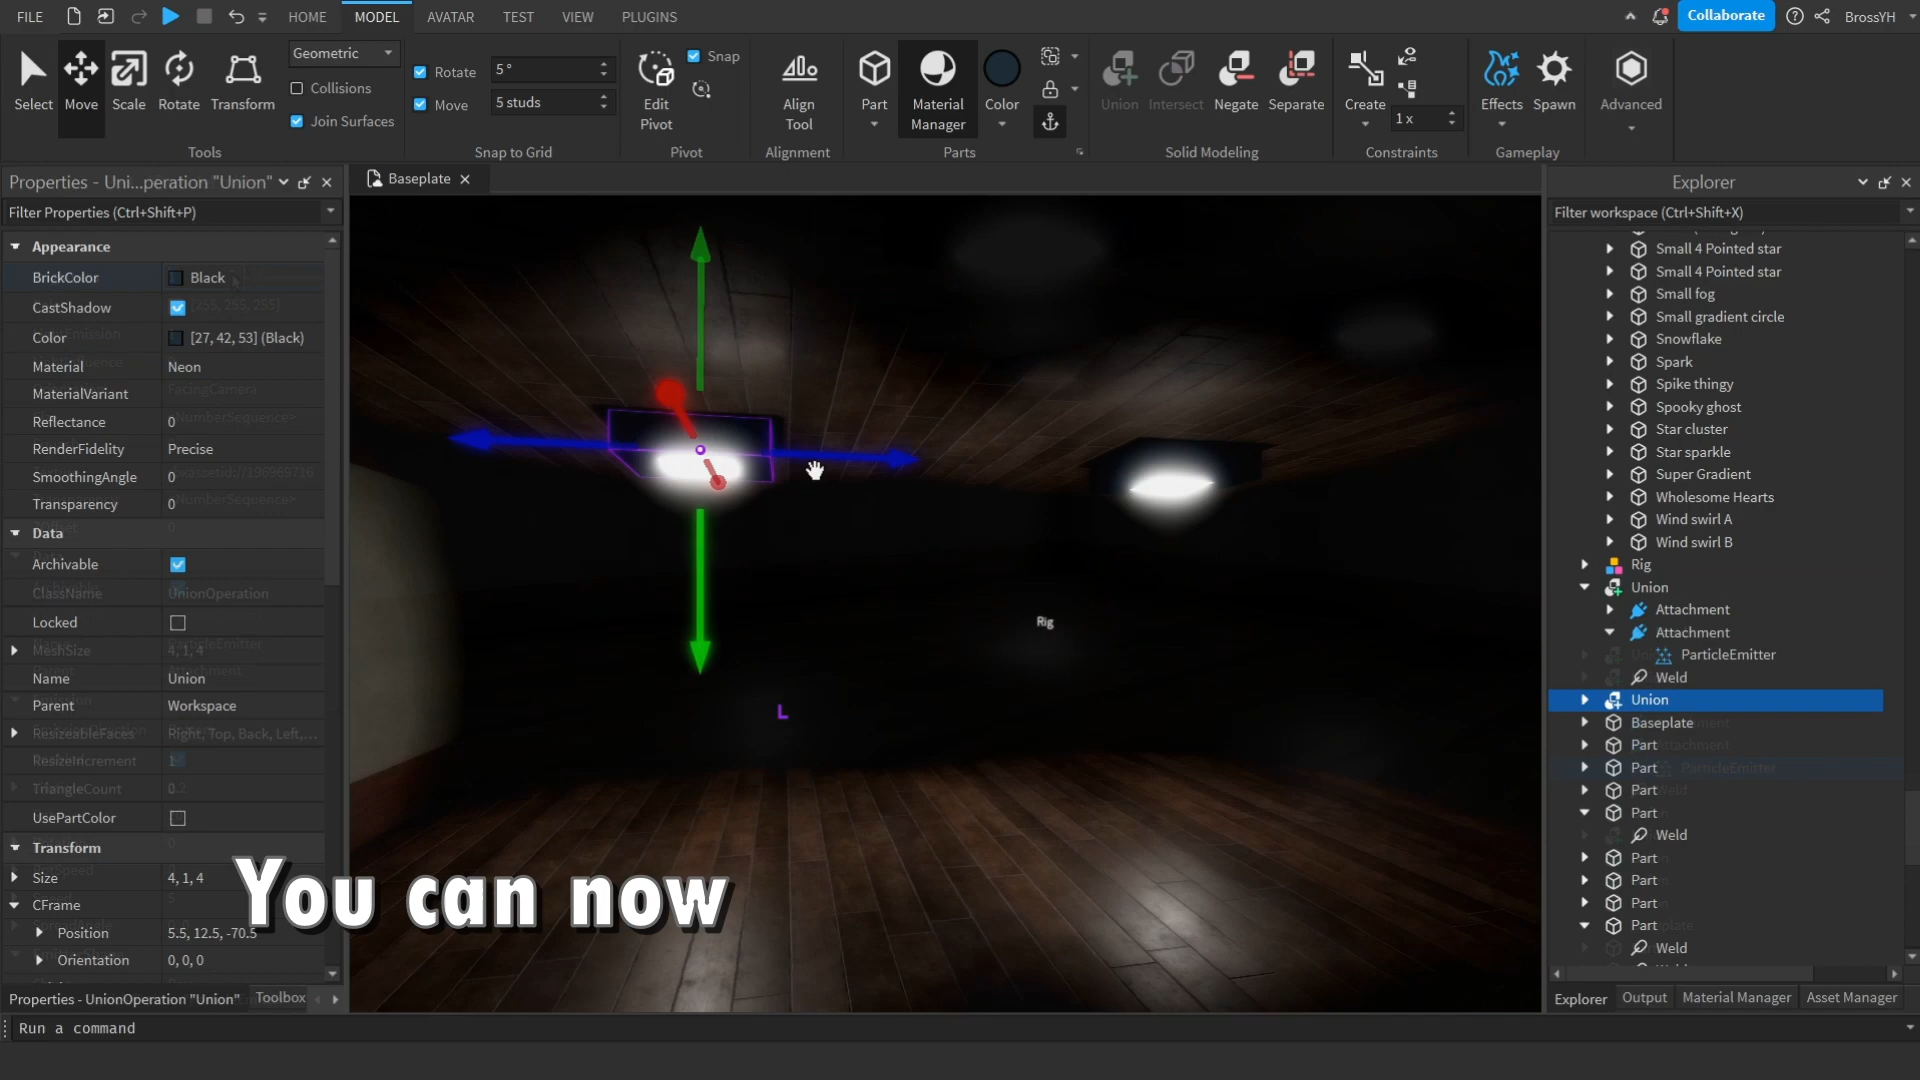 FILE HOME MODEL AVATAR TEST VIEW PLUGINS Collaborate BrossYH
Select Move Scale Rotate Transform
Geometric
Collisions
Join Surfaces
Tools
Rotate 5 °
Move 5 studs
Snap to Grid
Edit Pivot
Snap
Pivot
Align Tool
Alignment
Part
Material Manager
Color
Parts
Union Intersect Negate Separate
Solid Modeling
Create
1 x
Constraints
Effects Spawn
Gameplay
Advanced
Properties - Uni...peration "Union"
Filter Properties (Ctrl+Shift+P)
Appearance
BrickColor Black
CastShadow
Color [27, 42, 53] (Black)
Material Neon
MaterialVariant
Reflectance 0
RenderFidelity Precise
SmoothingAngle 0
Transparency 0
Data
Archivable
ClassName UnionOperation
Locked
MeshSize 4, 1, 4
Name Union
Parent Workspace
ResizeableFaces Right, Top, Back, Left,...
ResizeIncrement 1
TriangleCount
UsePartColor
Transform
Size 4, 1, 4
CFrame
Position 5.5, 12.5, -70.5
Orientation 0, 0, 0
Properties - UnionOperation "Union" Toolbox
Run a command
Baseplate
Rig
L
You can now
Explorer
Filter workspace (Ctrl+Shift+X)
Small 4 Pointed star
Small 4 Pointed star
Small fog
Small gradient circle
Snowflake
Spark
Spike thingy
Spooky ghost
Star cluster
Star sparkle
Super Gradient
Wholesome Hearts
Wind swirl A
Wind swirl B
Rig
Union
Attachment
Attachment
ParticleEmitter
Weld
Union
Baseplate
Part
Part
Part
Part
Weld
Part
Part
Part
Part
Weld
Explorer Output Material Manager Asset Manager